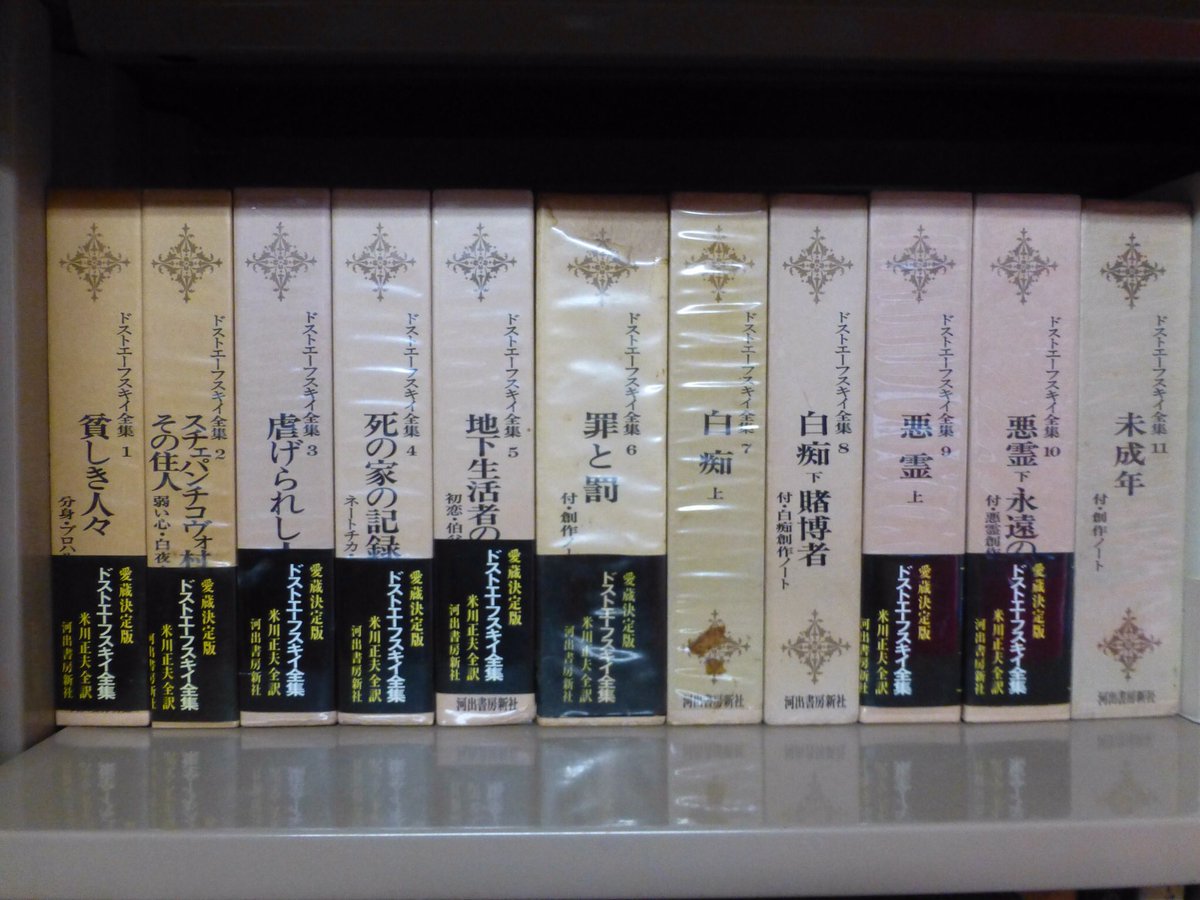 ドストエーフスキイ全集 1
貧しき人々
分身・プロハ
愛蔵決定版
ドストエーフスキイ全集
米川正夫全訳
河出書房新社
ドストエーフスキイ全集 2
スチェパンチコヴォ村
その住人
弱い心・白夜
愛蔵決定版
ドストエーフスキイ全集
米川正夫全訳
河出書房新社
ドストエーフスキイ全集 3
虐げられし
愛蔵決定版
ドストエーフスキイ全集
米川正夫全訳
河出書房新社
ドストエーフスキイ全集 4
死の家の記録
ネートチカ・
愛蔵決定版
ドストエーフスキイ全集
米川正夫全訳
河出書房新社
ドストエーフスキイ全集 5
地下生活者の
初恋・伯父
愛蔵決定版
ドストエーフスキイ全集
米川正夫全訳
河出書房新社
河出書房新社
ドストエーフスキイ全集 6
罪と罰
付・創作ノー
愛蔵決定版
ドストエーフスキイ全集
米川正夫全訳
河出書房新社
ドストエーフスキイ全集 7
白痴 上
河出書房新社
ドストエーフスキイ全集 8
白痴 下 賭博者
付・白痴創作ノート
河出書房新社
ドストエーフスキイ全集 9
悪霊 上
愛蔵決定版
ドストエーフスキイ全集
米川正夫全訳
河出書房新社
ドストエーフスキイ全集 10
悪霊 下 永遠の
付・悪霊創作
愛蔵決定版
ドストエーフスキイ全集
米川正夫全訳
河出書房新社
ドストエーフスキイ全集 11
未成年
付・創作ノート
河出書房新社